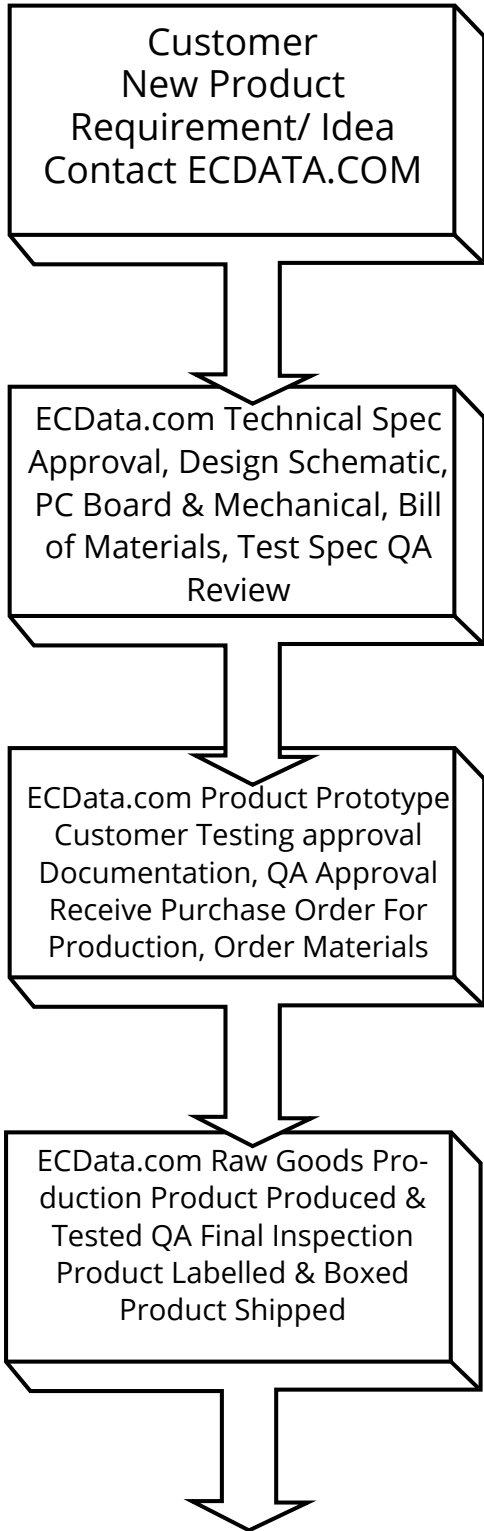 Customer
New Product
Requirement/ Idea
Contact ECDATA.COM
ECData.com Technical Spec
Approval, Design Schematic,
PC Board & Mechanical, Bill
of Materials, Test Spec QA
Review
ECData.com Product Prototype
Customer Testing approval
Documentation, QA Approval
Receive Purchase Order For
Production, Order Materials
ECData.com Raw Goods Pro-
duction Product Produced &
Tested QA Final Inspection
Product Labelled & Boxed
Product Shipped